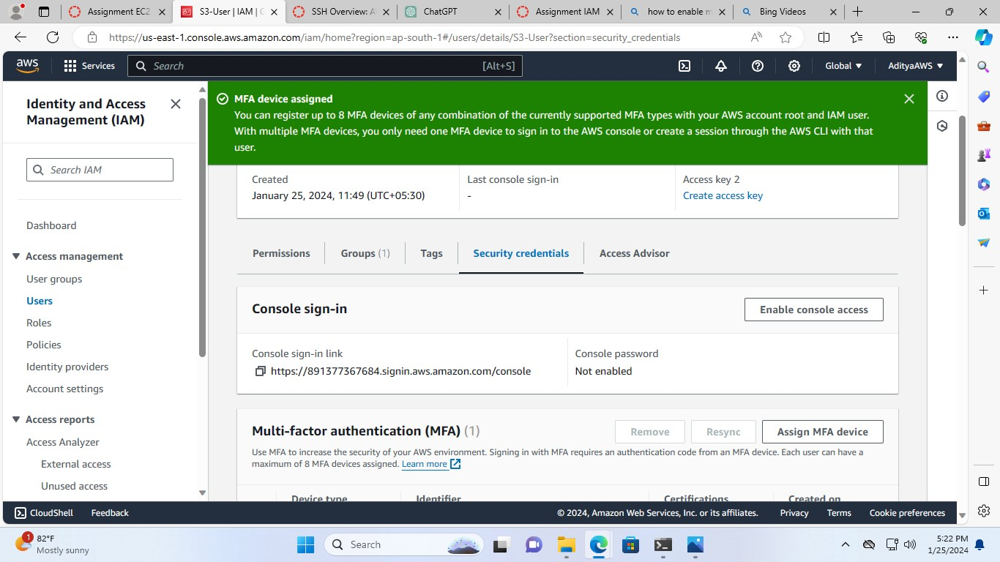 Assignment EC2
S3-User | IAM | G
SSH Overview: A
ChatGPT
Assignment IAM
how to enable m
Bing Videos
https://us-east-1.console.aws.amazon.com/iam/home?region=ap-south-1#/users/details/S3-User?section=security_credentials
aws
Services
Search
[Alt+S]
Global
AdityaAWS
Identity and Access
Management (IAM)
Search IAM
Dashboard
Access management
User groups
Users
Roles
Policies
Identity providers
Account settings
Access reports
Access Analyzer
External access
Unused access
MFA device assigned
You can register up to 8 MFA devices of any combination of the currently supported MFA types with your AWS account root and IAM user.
With multiple MFA devices, you only need one MFA device to sign in to the AWS console or create a session through the AWS CLI with that
user.
Created
January 25, 2024, 11:49 (UTC+05:30)
Last console sign-in
-
Access key 2
Create access key
Permissions
Groups (1)
Tags
Security credentials
Access Advisor
Console sign-in
Enable console access
Console sign-in link
https://891377367684.signin.aws.amazon.com/console
Console password
Not enabled
Multi-factor authentication (MFA) (1)
Remove
Resync
Assign MFA device
Use MFA to increase the security of your AWS environment. Signing in with MFA requires an authentication code from an MFA device. Each user can have a
maximum of 8 MFA devices assigned. Learn more
Device type
Identifier
Certifications
Created on
CloudShell
Feedback
© 2024, Amazon Web Services, Inc. or its affiliates.
Privacy
Terms
Cookie preferences
1
82°F
Mostly sunny
Search
5:22 PM
1/25/2024